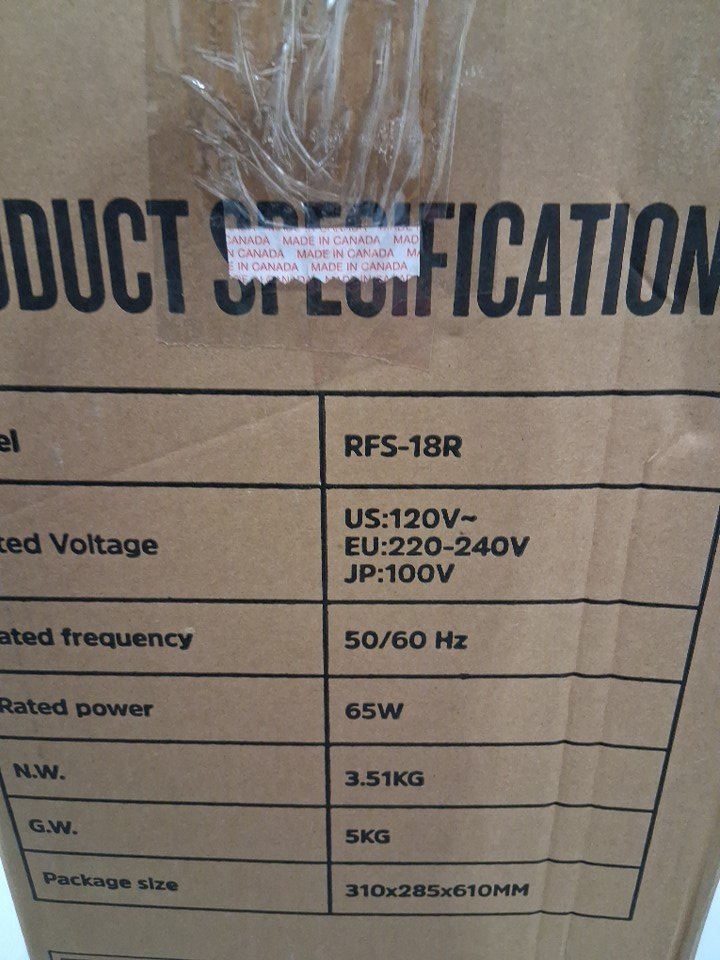 ODUCT SPECIFICATION
CANADA MADE IN CANADA MAD
N CANADA MADE IN CANADA MA
E IN CANADA MADE IN CANADA
el RFS-18R
ted Voltage US:120V~
EU:220-240V
JP:100V
ated frequency 50/60 Hz
Rated power 65W
N.W. 3.51KG
G.W. 5KG
Package size 310x285x610MM